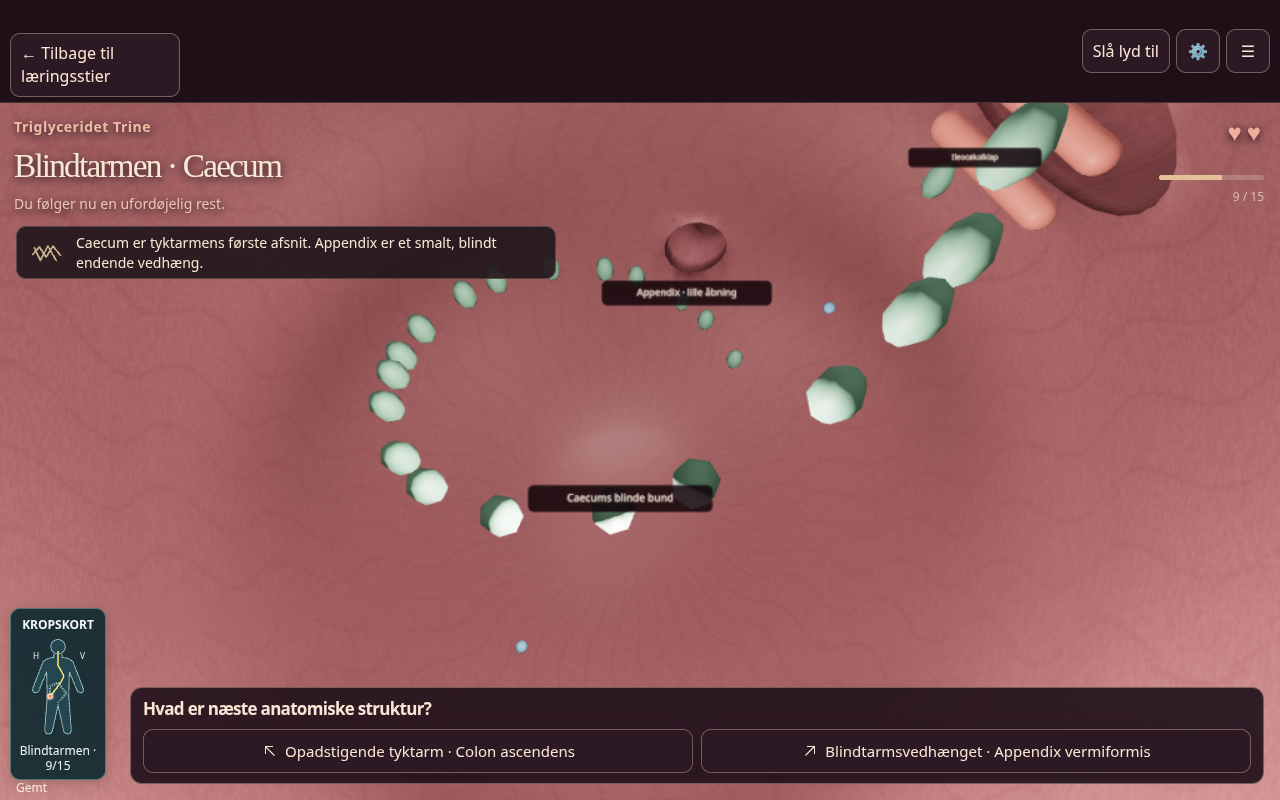 ← Tilbage til
læringsstier
Slå lyd til
Triglyceridet Trine
Blindtarmen · Caecum
Du følger nu en ufordøjelig rest.
Caecum er tyktarmens første afsnit. Appendix er et smalt, blindt
endende vedhæng.
9 / 15
Ileocøkalklap
Appendix · lille åbning
Caecums blinde bund
KROPSKORT
H V
Blindtarmen ·
9/15
Gemt
Hvad er næste anatomiske struktur?
↖ Opadstigende tyktarm · Colon ascendens
↗ Blindtarmsvedhænget · Appendix vermiformis